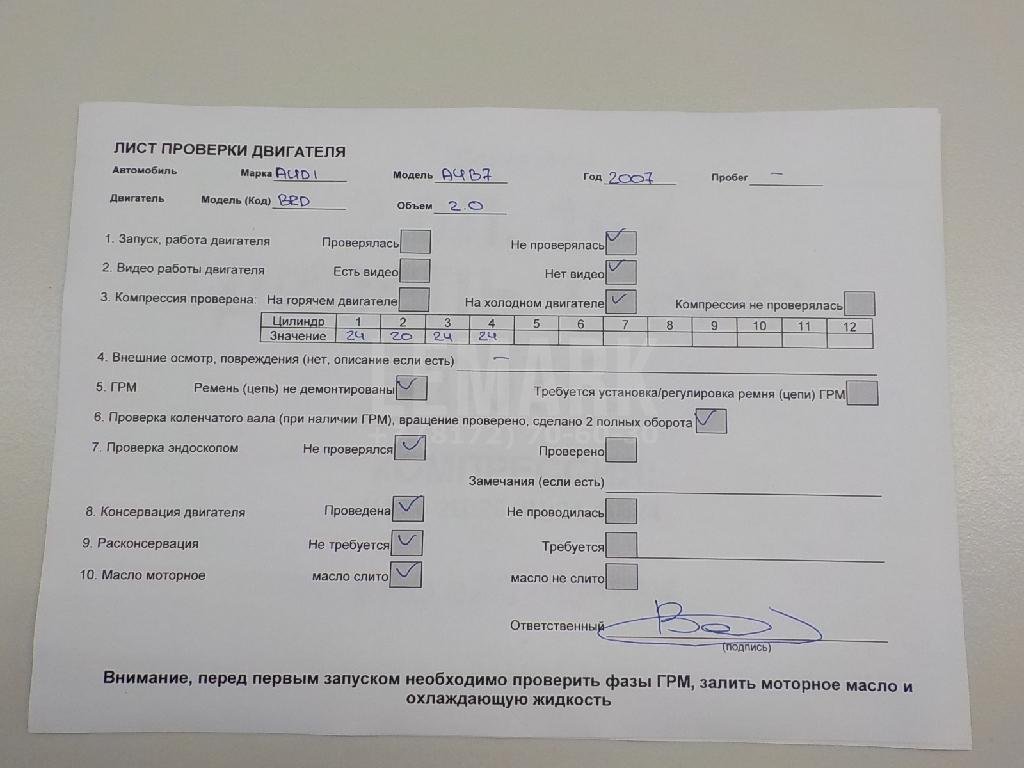 ЛИСТ ПРОВЕРКИ ДВИГАТЕЛЯ
Автомобиль Марка AUDI Модель A4B7 Год 2007 Пробег –
Двигатель Модель (Код) BRD Объем 2.0
1. Запуск, работа двигателя Проверялась Не проверялась
2. Видео работы двигателя Есть видео Нет видео
3. Компрессия проверена: На горячем двигателе На холодном двигателе Компрессия не проверялась
Цилиндр 1 2 3 4 5 6 7 8 9 10 11 12
Значение 24 20 24 24
4. Внешние осмотр, повреждения (нет, описание если есть) –
5. ГРМ Ремень (цепь) не демонтированы Требуется установка/регулировка ремня (цепи) ГРМ
6. Проверка коленчатого вала (при наличии ГРМ), вращение проверено, сделано 2 полных оборота
7. Проверка эндоскопом Не проверялся Проверено
Замечания (если есть)
8. Консервация двигателя Проведена Не проводилась
9. Расконсервация Не требуется Требуется
10. Масло моторное масло слито масло не слито
Ответственный
(подпись)
Внимание, перед первым запуском необходимо проверить фазы ГРМ, залить моторное масло и
охлаждающую жидкость